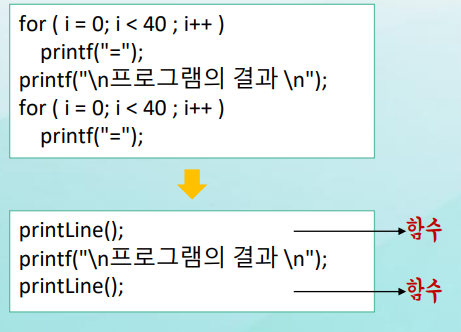 for ( i = 0; i < 40 ; i++ )
printf("=");
printf("\n프로그램의 결과 \n");
for ( i = 0; i < 40 ; i++ )
printf("=");
printLine();
함수
printf("\n프로그램의 결과 \n");
printLine();
함수